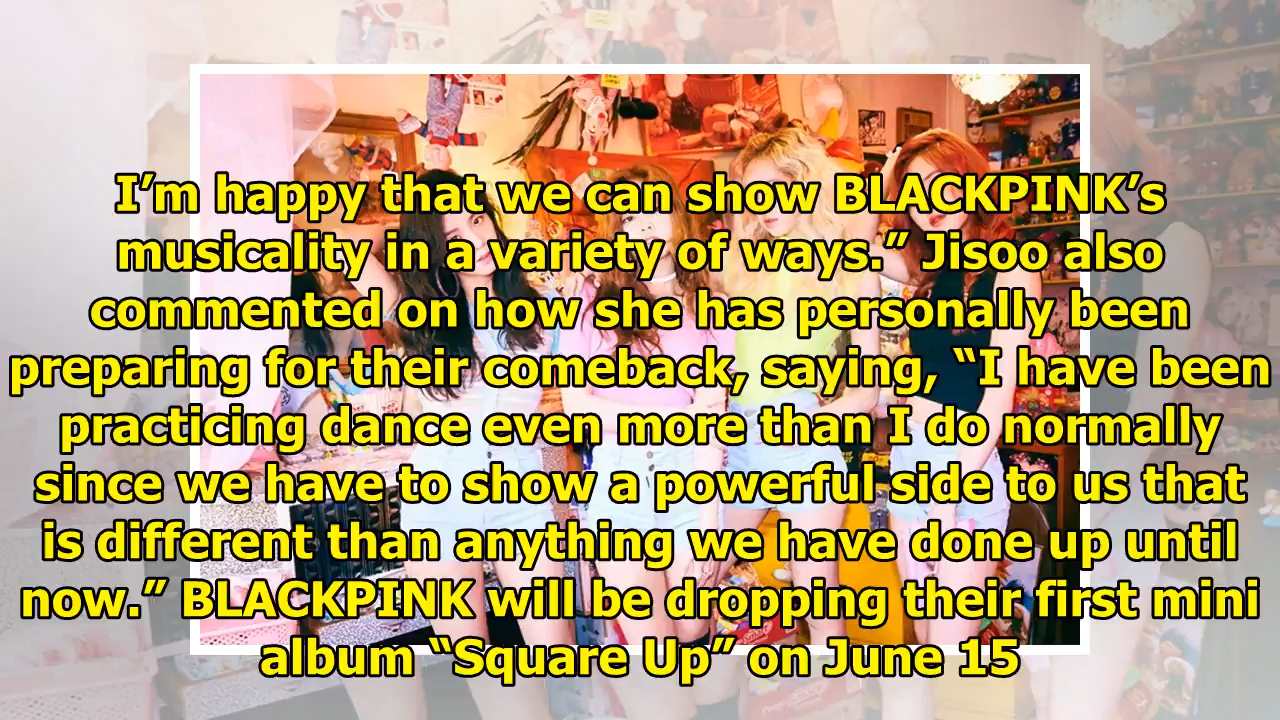 I’m happy that we can show BLACKPINK’s
musicality in a variety of ways.” Jisoo also
commented on how she has personally been
preparing for their comeback, saying, “I have been
practicing dance even more than I do normally
since we have to show a powerful side to us that
is different than anything we have done up until
now.” BLACKPINK will be dropping their first mini
album “Square Up” on June 15